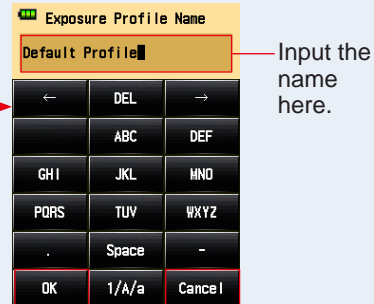 Exposure Profile Name
Default Profile
Input the
name
here.
← DEL →
ABC DEF
GHI JKL MNO
PQRS TUV WXYZ
. Space -
OK 1/A/a Cancel